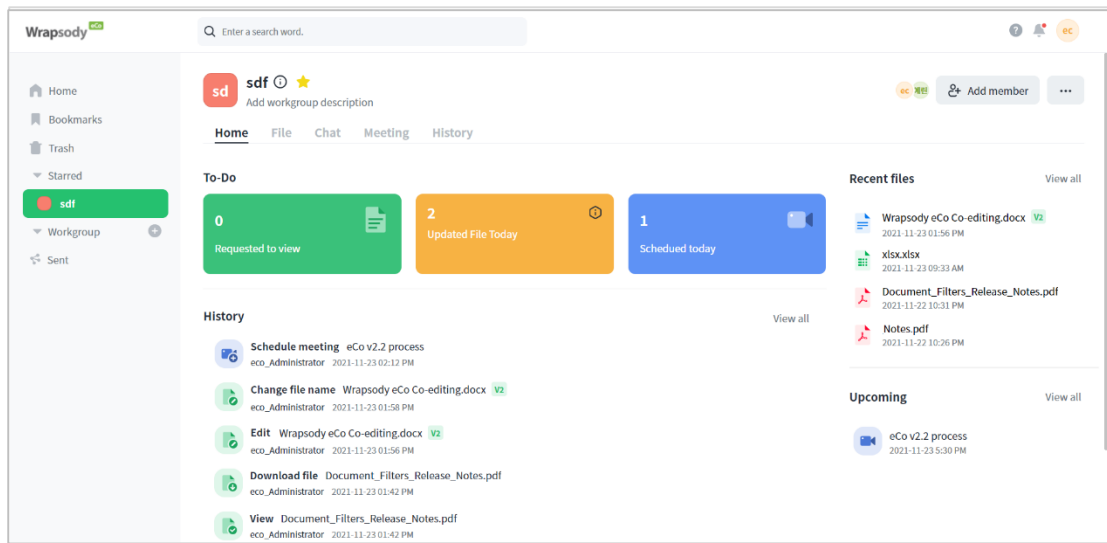 Wrapsody eCo
Enter a search word.
ec
Home
Bookmarks
Trash
Starred
sdf
Workgroup
Sent
sd
sdf
Add workgroup description
ec
Add member
Home File Chat Meeting History
To-Do
0
Requested to view
2
Updated File Today
1
Schedued today
History
View all
Schedule meeting eCo v2.2 process
eco_Administrator 2021-11-23 02:12 PM
Change file name Wrapsody eCo Co-editing.docx V2
eco_Administrator 2021-11-23 01:58 PM
Edit Wrapsody eCo Co-editing.docx V2
eco_Administrator 2021-11-23 01:56 PM
Download file Document_Filters_Release_Notes.pdf
eco_Administrator 2021-11-23 01:42 PM
View Document_Filters_Release_Notes.pdf
eco_Administrator 2021-11-23 01:42 PM
Recent files
View all
Wrapsody eCo Co-editing.docx V2
2021-11-23 01:56 PM
xlsx.xlsx
2021-11-23 09:33 AM
Document_Filters_Release_Notes.pdf
2021-11-22 10:31 PM
Notes.pdf
2021-11-22 10:26 PM
Upcoming
View all
eCo v2.2 process
2021-11-23 5:30 PM